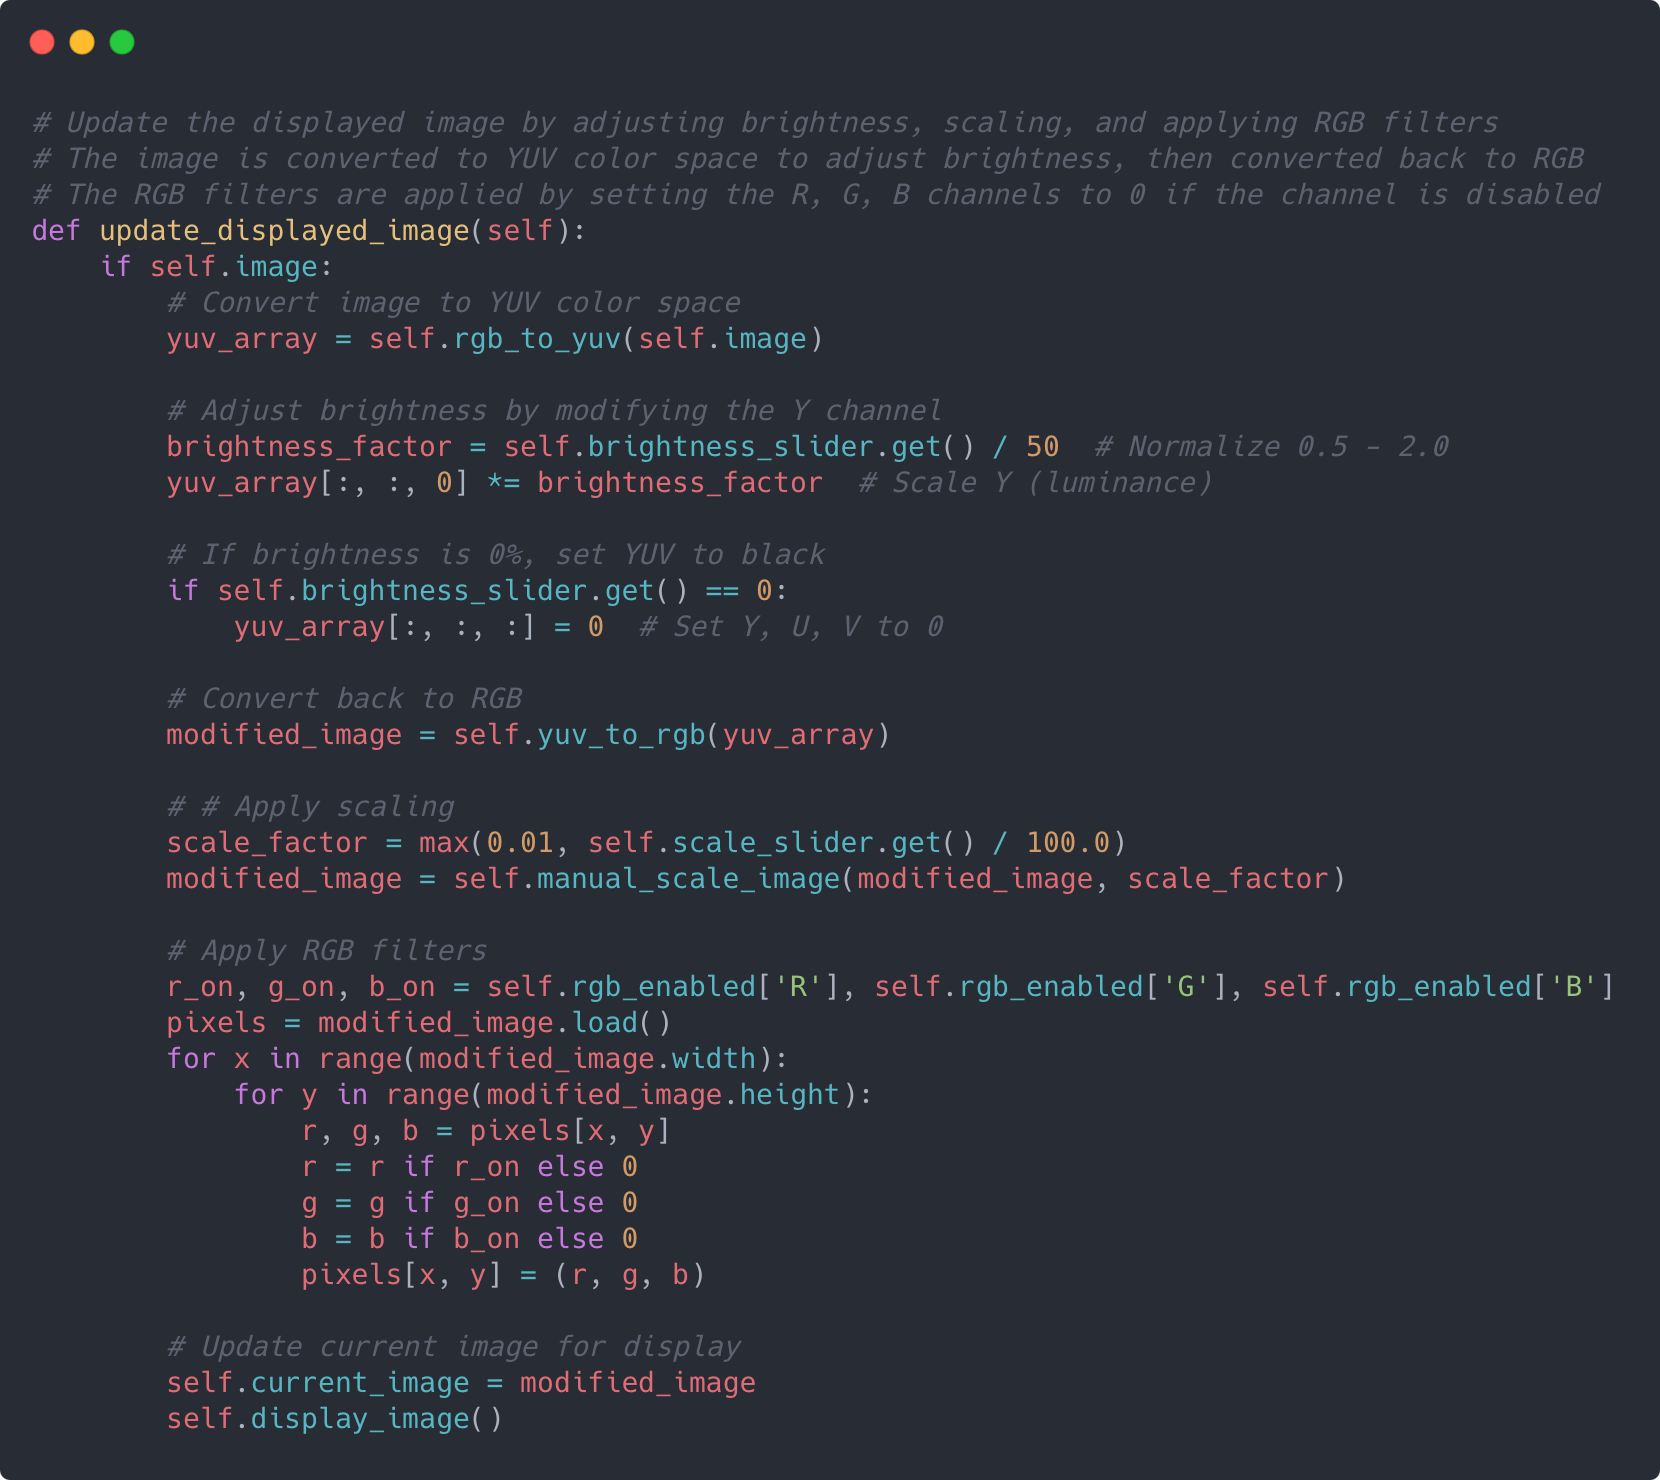 # Update the displayed image by adjusting brightness, scaling, and applying RGB filters
# The image is converted to YUV color space to adjust brightness, then converted back to RGB
# The RGB filters are applied by setting the R, G, B channels to 0 if the channel is disabled
def update_displayed_image(self):
    if self.image:
        # Convert image to YUV color space
        yuv_array = self.rgb_to_yuv(self.image)

        # Adjust brightness by modifying the Y channel
        brightness_factor = self.brightness_slider.get() / 50  # Normalize 0.5 - 2.0
        yuv_array[:, :, 0] *= brightness_factor  # Scale Y (luminance)

        # If brightness is 0%, set YUV to black
        if self.brightness_slider.get() == 0:
            yuv_array[:, :, :] = 0  # Set Y, U, V to 0

        # Convert back to RGB
        modified_image = self.yuv_to_rgb(yuv_array)

        # # Apply scaling
        scale_factor = max(0.01, self.scale_slider.get() / 100.0)
        modified_image = self.manual_scale_image(modified_image, scale_factor)

        # Apply RGB filters
        r_on, g_on, b_on = self.rgb_enabled['R'], self.rgb_enabled['G'], self.rgb_enabled['B']
        pixels = modified_image.load()
        for x in range(modified_image.width):
            for y in range(modified_image.height):
                r, g, b = pixels[x, y]
                r = r if r_on else 0
                g = g if g_on else 0
                b = b if b_on else 0
                pixels[x, y] = (r, g, b)

        # Update current image for display
        self.current_image = modified_image
        self.display_image()